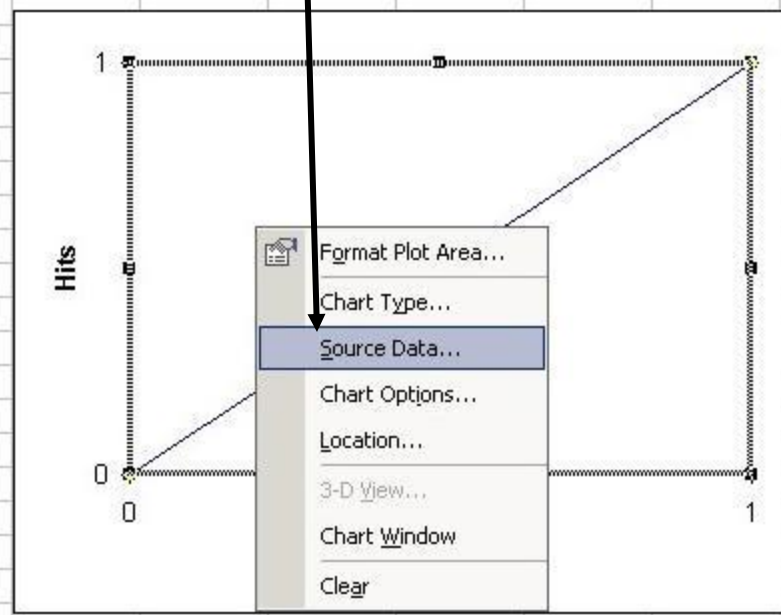 1
Hits
Format Plot Area...
Chart Type...
Source Data...
Chart Options...
Location...
3-D View...
Chart Window
Clear
0
0
1